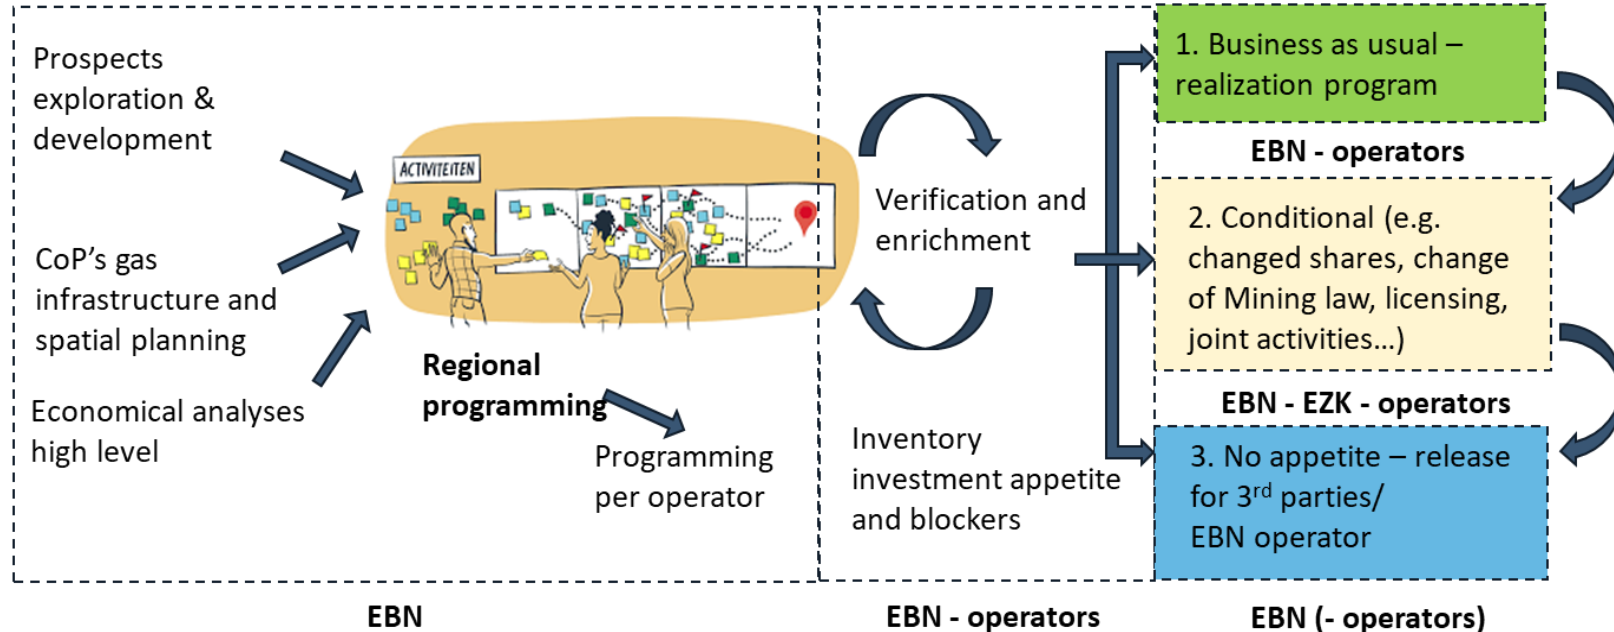 Prospects
exploration &
development
CoP’s gas
infrastructure and
spatial planning
Economical analyses
high level
ACTIVITEITEN
Regional
programming
Programming
per operator
EBN
Verification and
enrichment
Inventory
investment appetite
and blockers
EBN - operators
1. Business as usual –
realization program
EBN - operators
2. Conditional (e.g.
changed shares, change
of Mining law, licensing,
joint activities…)
EBN - EZK - operators
3. No appetite – release
for 3rd parties/
EBN operator
EBN (- operators)